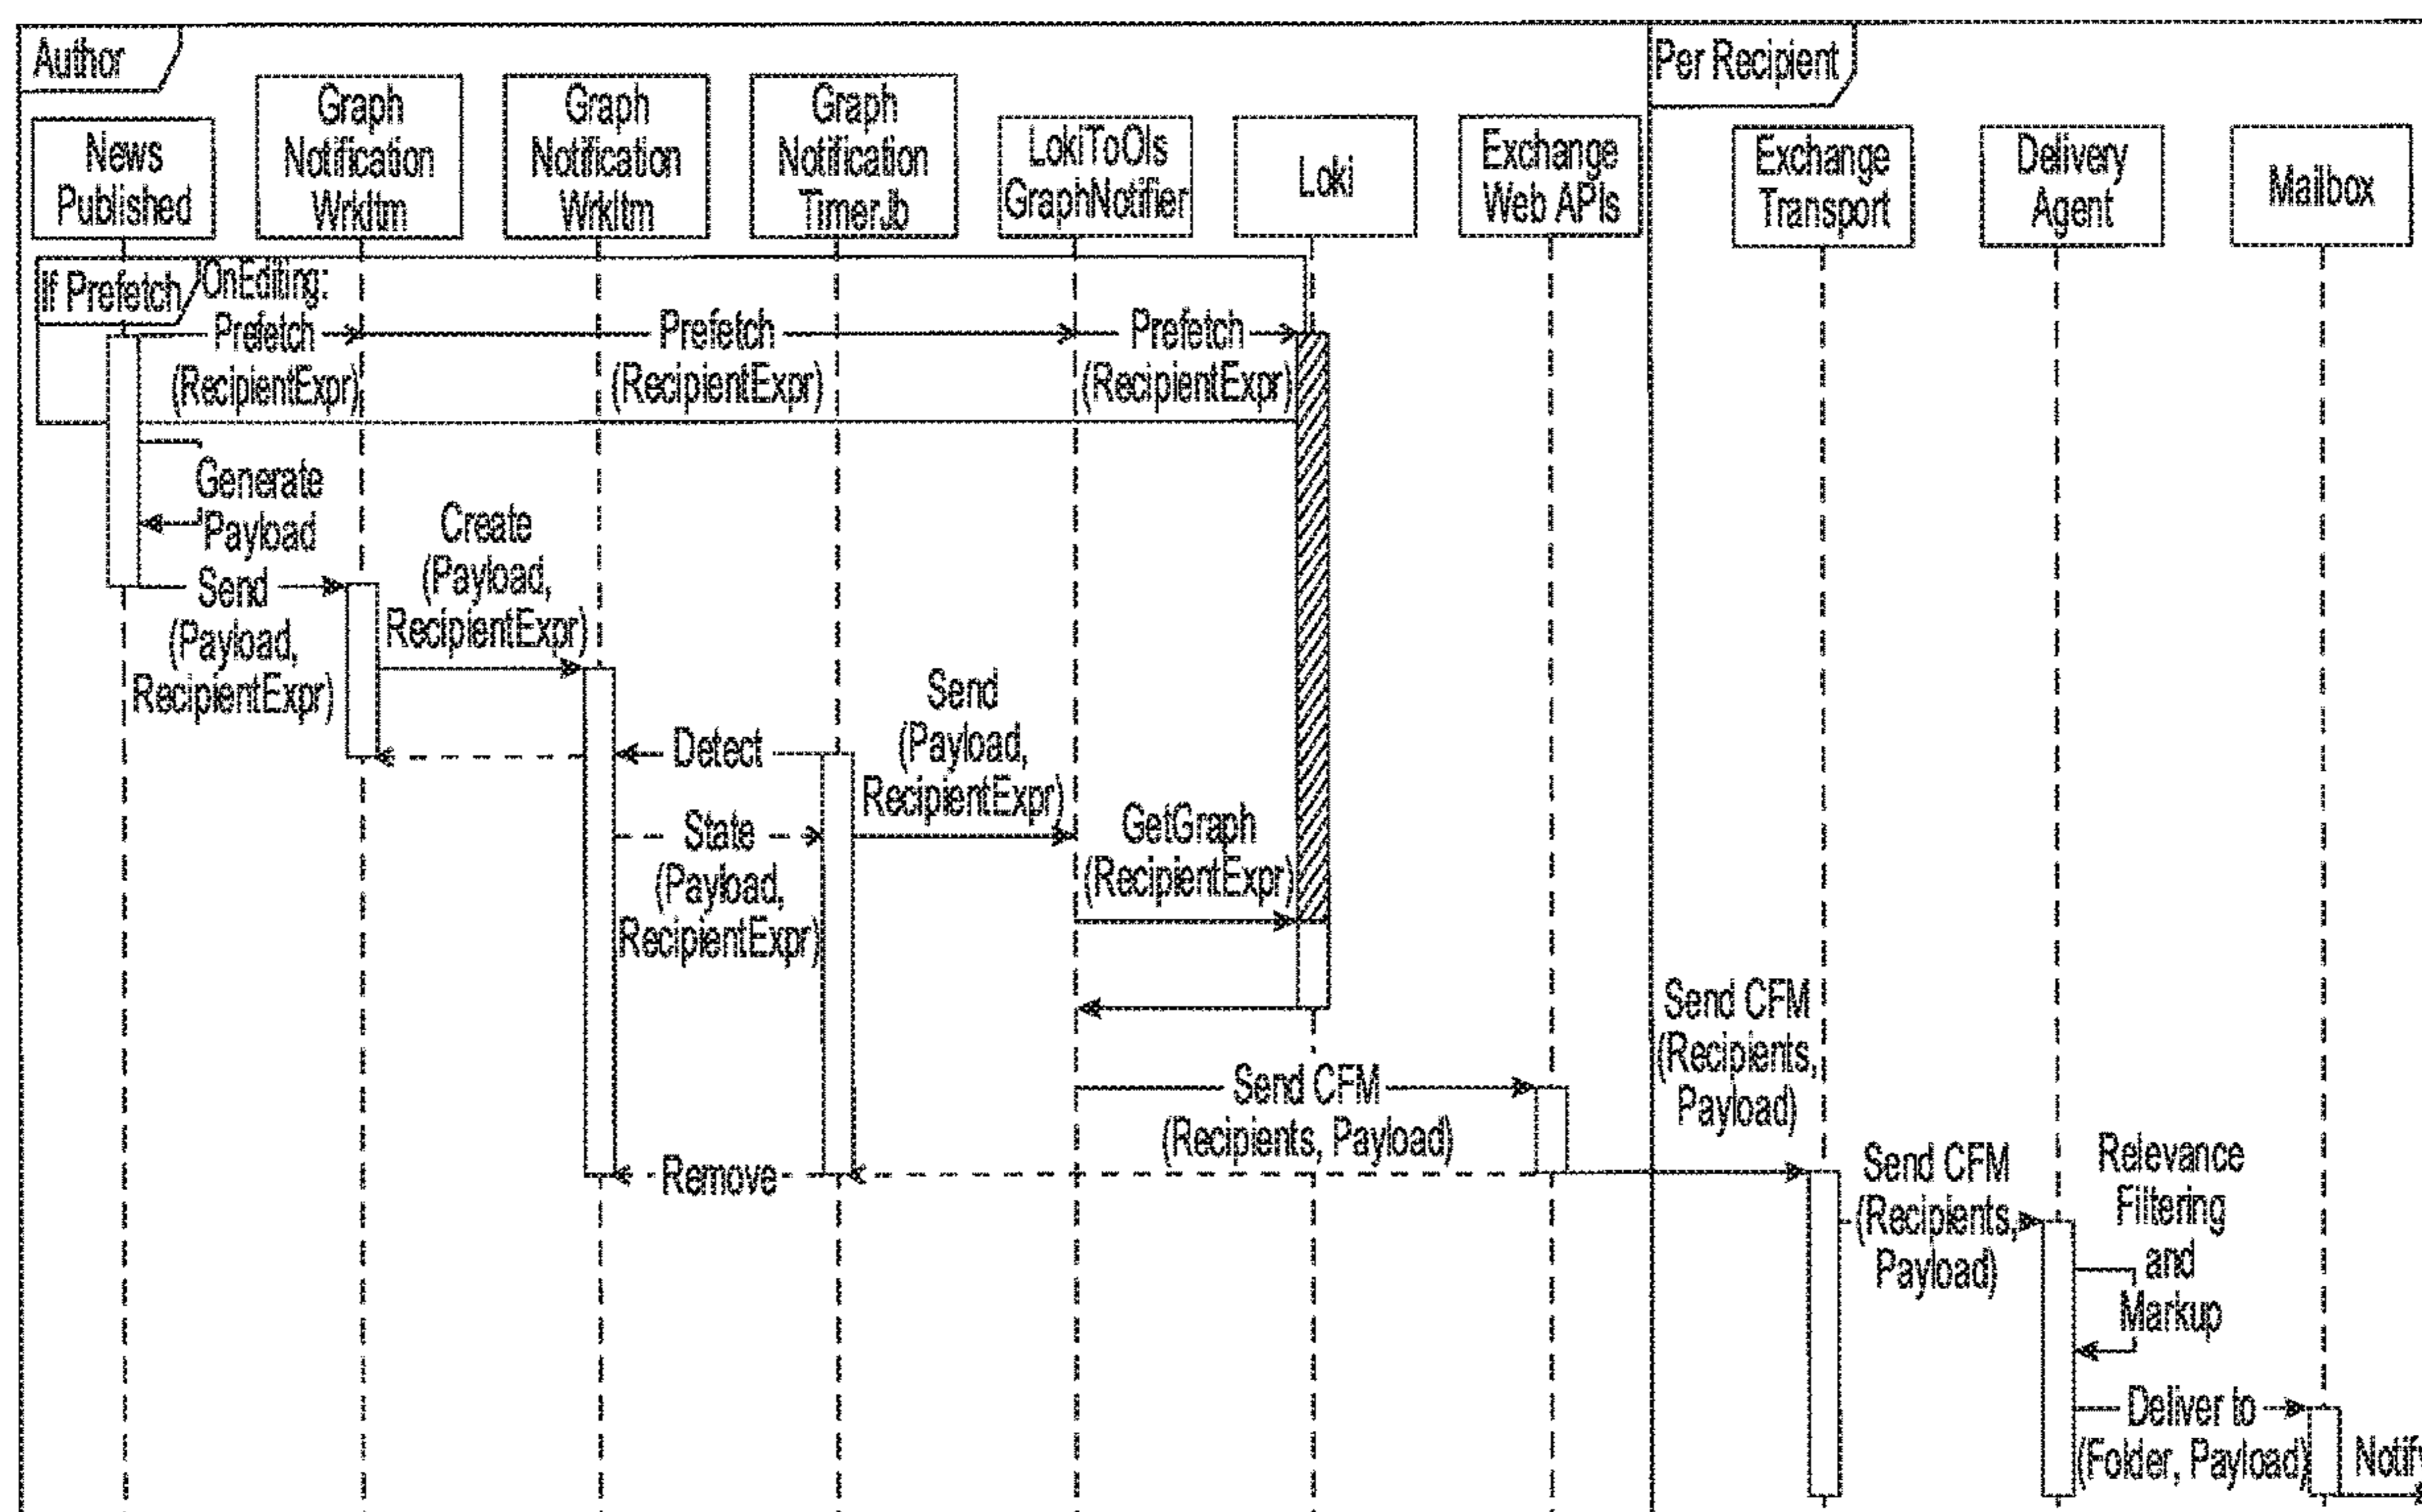 Author
Per Recipient
News
Published
Graph
Notification
WrkItm
Graph
Notification
WrkItm
Graph
Notification
TimerJb
LokiToOls
GraphNotifier
Loki
Exchange
Web APIs
Exchange
Transport
Delivery
Agent
Mailbox
If Prefetch
OnEditing:
Prefetch
(RecipientExpr)
Prefetch
(RecipientExpr)
Prefetch
(RecipientExpr)
Generate
Payload
Send
(Payload,
RecipientExpr)
Create
(Payload,
RecipientExpr)
Detect
State
(Payload,
RecipientExpr)
Send
(Payload,
RecipientExpr)
GetGraph
(RecipientExpr)
Send CFM
(Recipients, Payload)
Remove
Send CFM
(Recipients,
Payload)
Send CFM
(Recipients,
Payload)
Relevance
Filtering
and
Markup
Deliver to
(Folder, Payload)
Notify